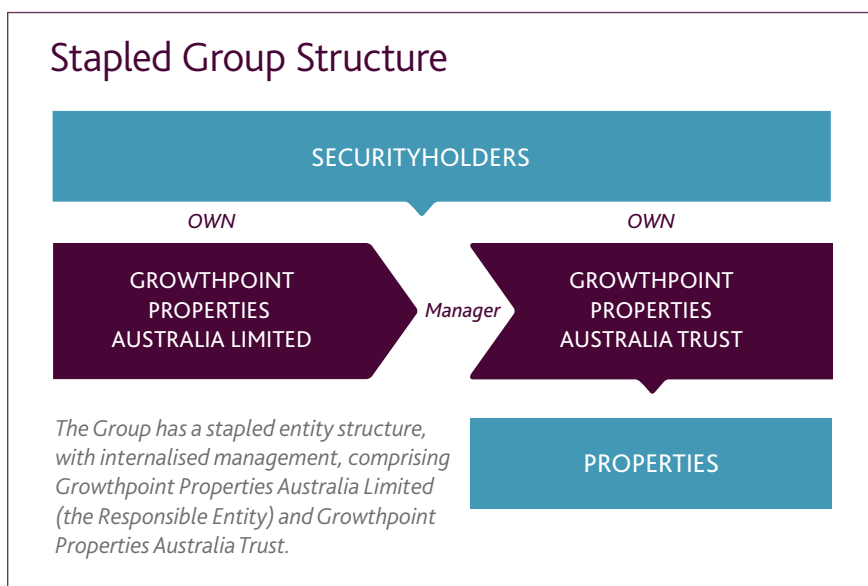 Stapled Group Structure
SECURITYHOLDERS
OWN
OWN
GROWTHPOINT
PROPERTIES
AUSTRALIA LIMITED
Manager
GROWTHPOINT
PROPERTIES
AUSTRALIA TRUST
The Group has a stapled entity structure,
with internalised management, comprising
Growthpoint Properties Australia Limited
(the Responsible Entity) and Growthpoint
Properties Australia Trust.
PROPERTIES